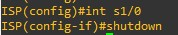 ISP(config)#int s1/0
ISP(config-if)#shutdown